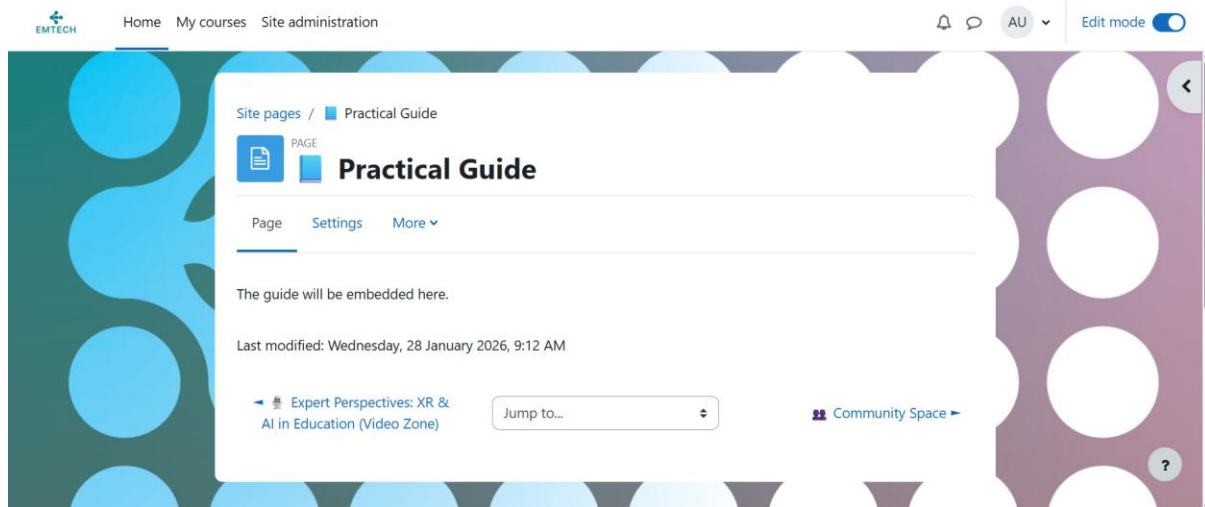 EMTECH
Home My courses Site administration
AU
Edit mode
Site pages / Practical Guide
PAGE
Practical Guide
Page Settings More
The guide will be embedded here.
Last modified: Wednesday, 28 January 2026, 9:12 AM
◄ Expert Perspectives: XR &
AI in Education (Video Zone)
Jump to...
Community Space ►
?